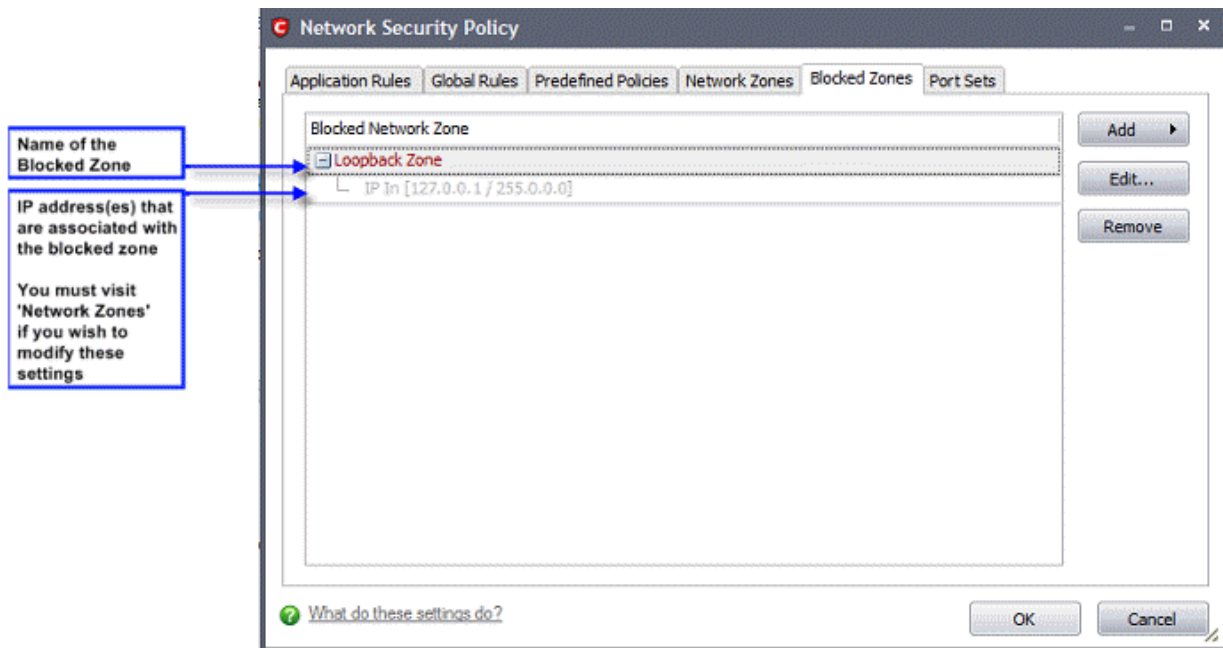 Network Security Policy
Application Rules
Global Rules
Predefined Policies
Network Zones
Blocked Zones
Port Sets
Name of the
Blocked Zone
IP address(es) that
are associated with
the blocked zone
You must visit
'Network Zones'
if you wish to
modify these
settings
Blocked Network Zone
Loopback Zone
IP In [127.0.0.1 / 255.0.0.0]
Add
Edit...
Remove
What do these settings do?
OK
Cancel